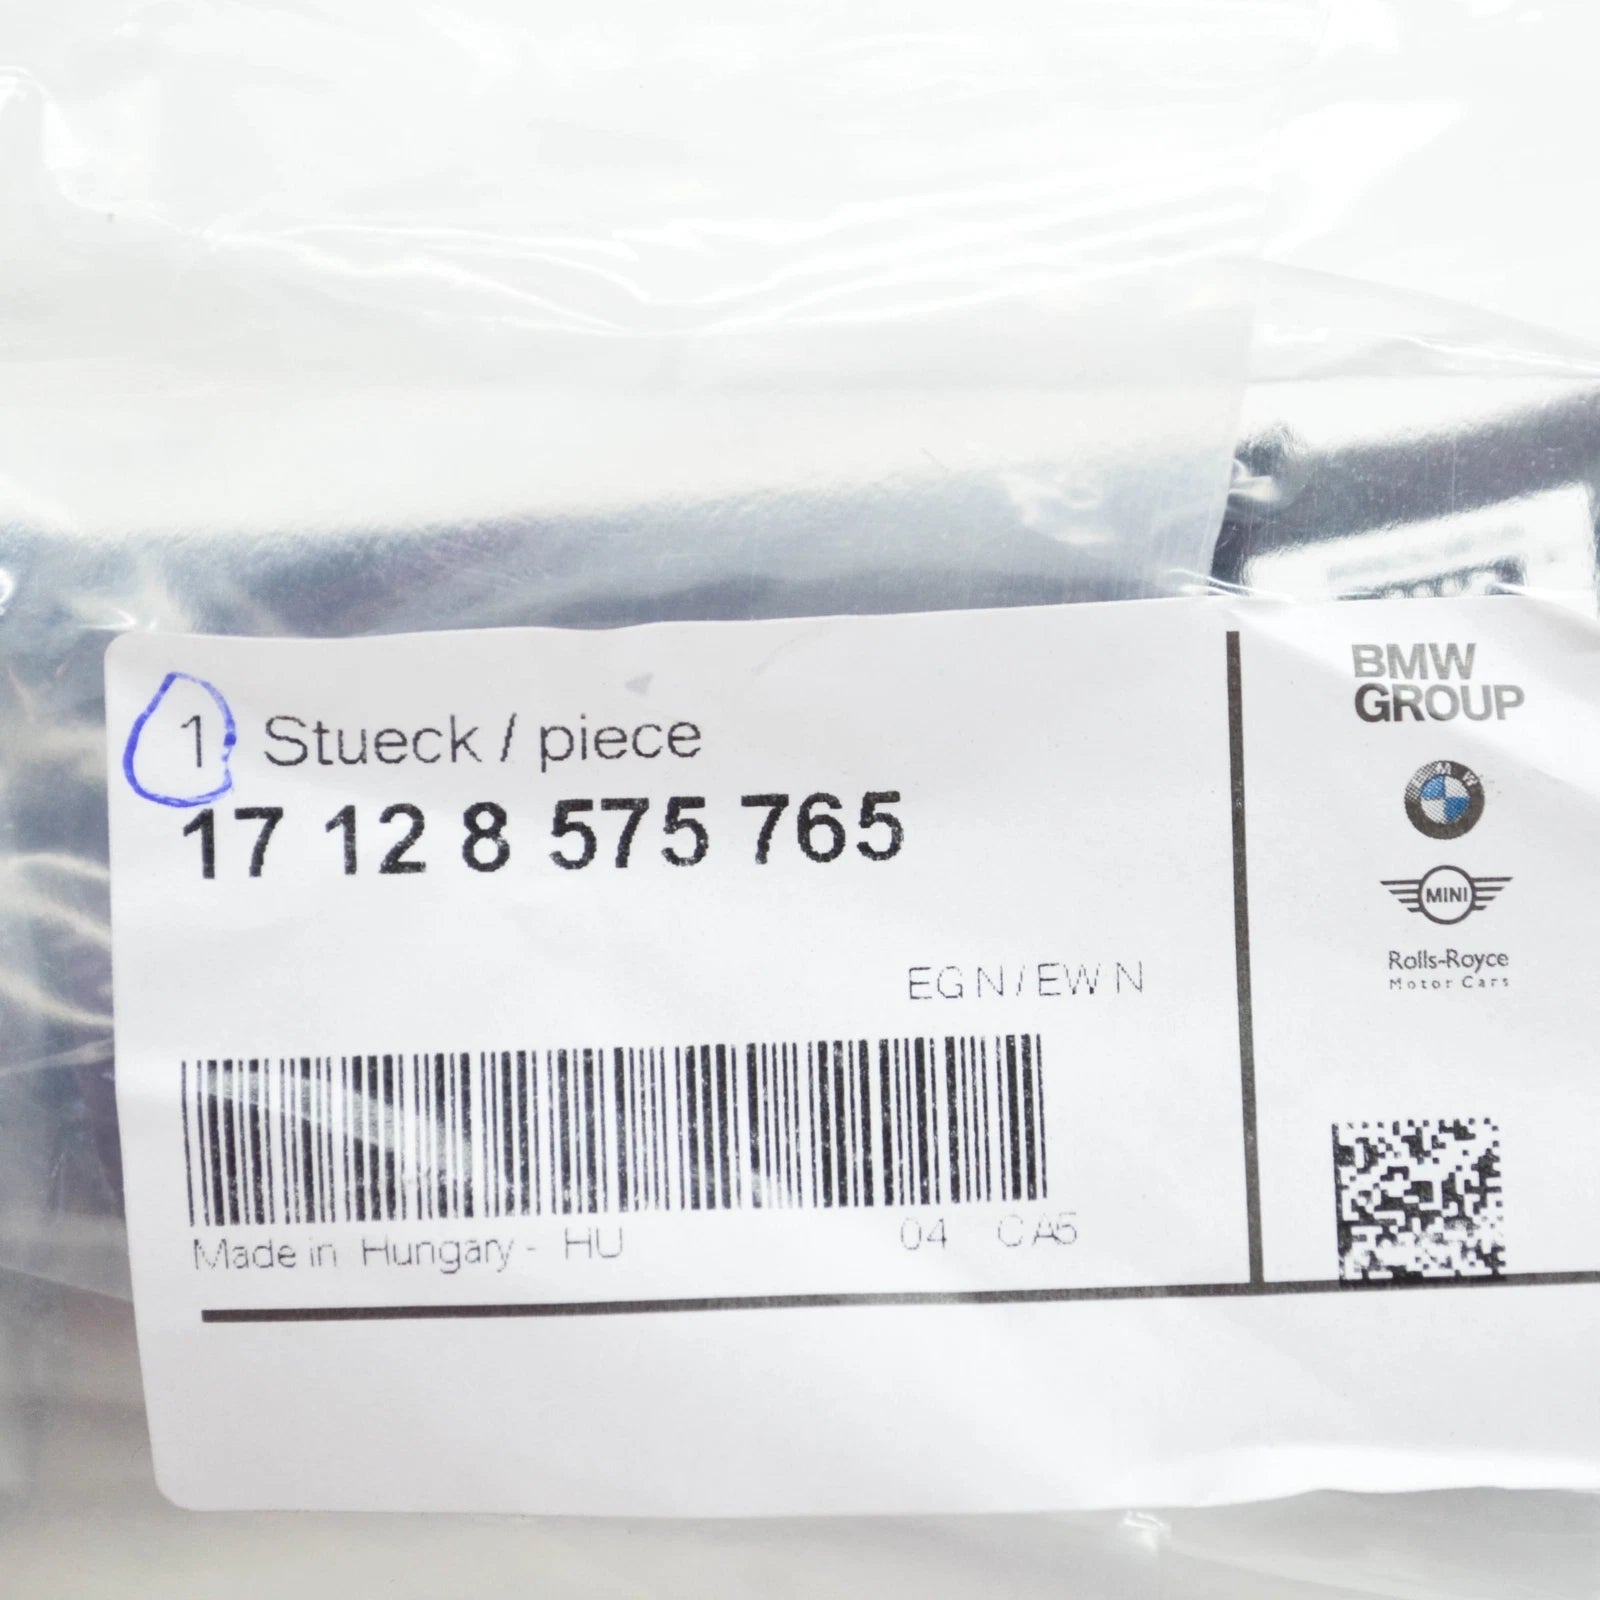 1 Stueck / piece
17 12 8 575 765
EG N / EW N
Made in Hungary - HU 04 CA5
BMW
GROUP
BMW
MINI
Rolls-Royce
Motor Cars